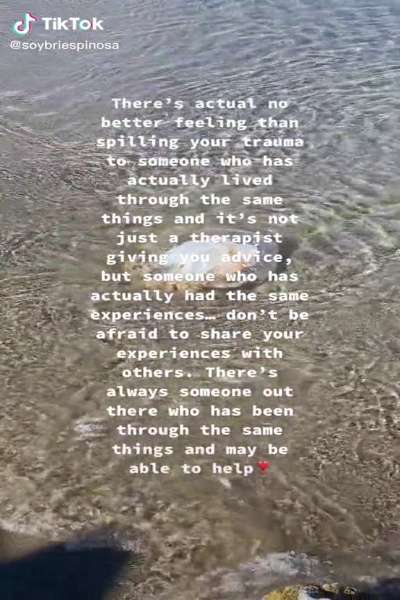 TikTok
@soybriespinosa
There's actual no
better feeling than
spilling your trauma
to someone who has
actually lived
through the same
things and it's not
just a therapist
giving you advice,
but someone who has
actually had the same
experiences… don't be
afraid to share your
experiences with
others. There's
always someone out
there who has been
through the same
things and may be
able to help❣️